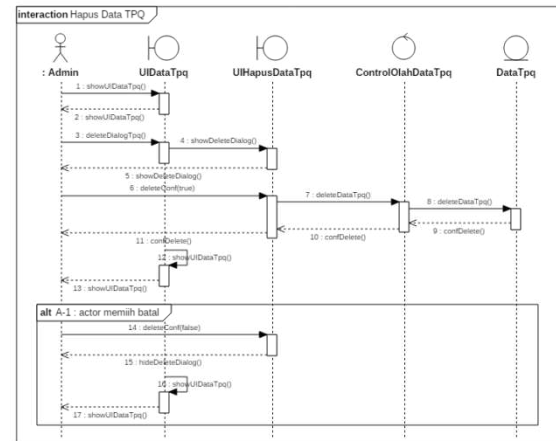 interaction Hapus Data TPQ
: Admin
UIDataTpq
UIHapusDataTpq
ControlOlahDataTpq
DataTpq
1 : showUIDataTpq()
2 : showUIDataTpq()
3 : deleteDialogTpq()
4 : showDeleteDialog()
5 : showDeleteDialog()
6 : deleteConf(true)
7 : deleteDataTpq()
8 : deleteDataTpq()
9 : confDelete()
10 : confDelete()
11 : confDelete()
12 : showUIDataTpq()
13 : showUIDataTpq()
alt A-1 : actor memiih batal
14 : deleteConf(false)
15 : hideDeleteDialog()
16 : showUIDataTpq()
17 : showUIDataTpq()